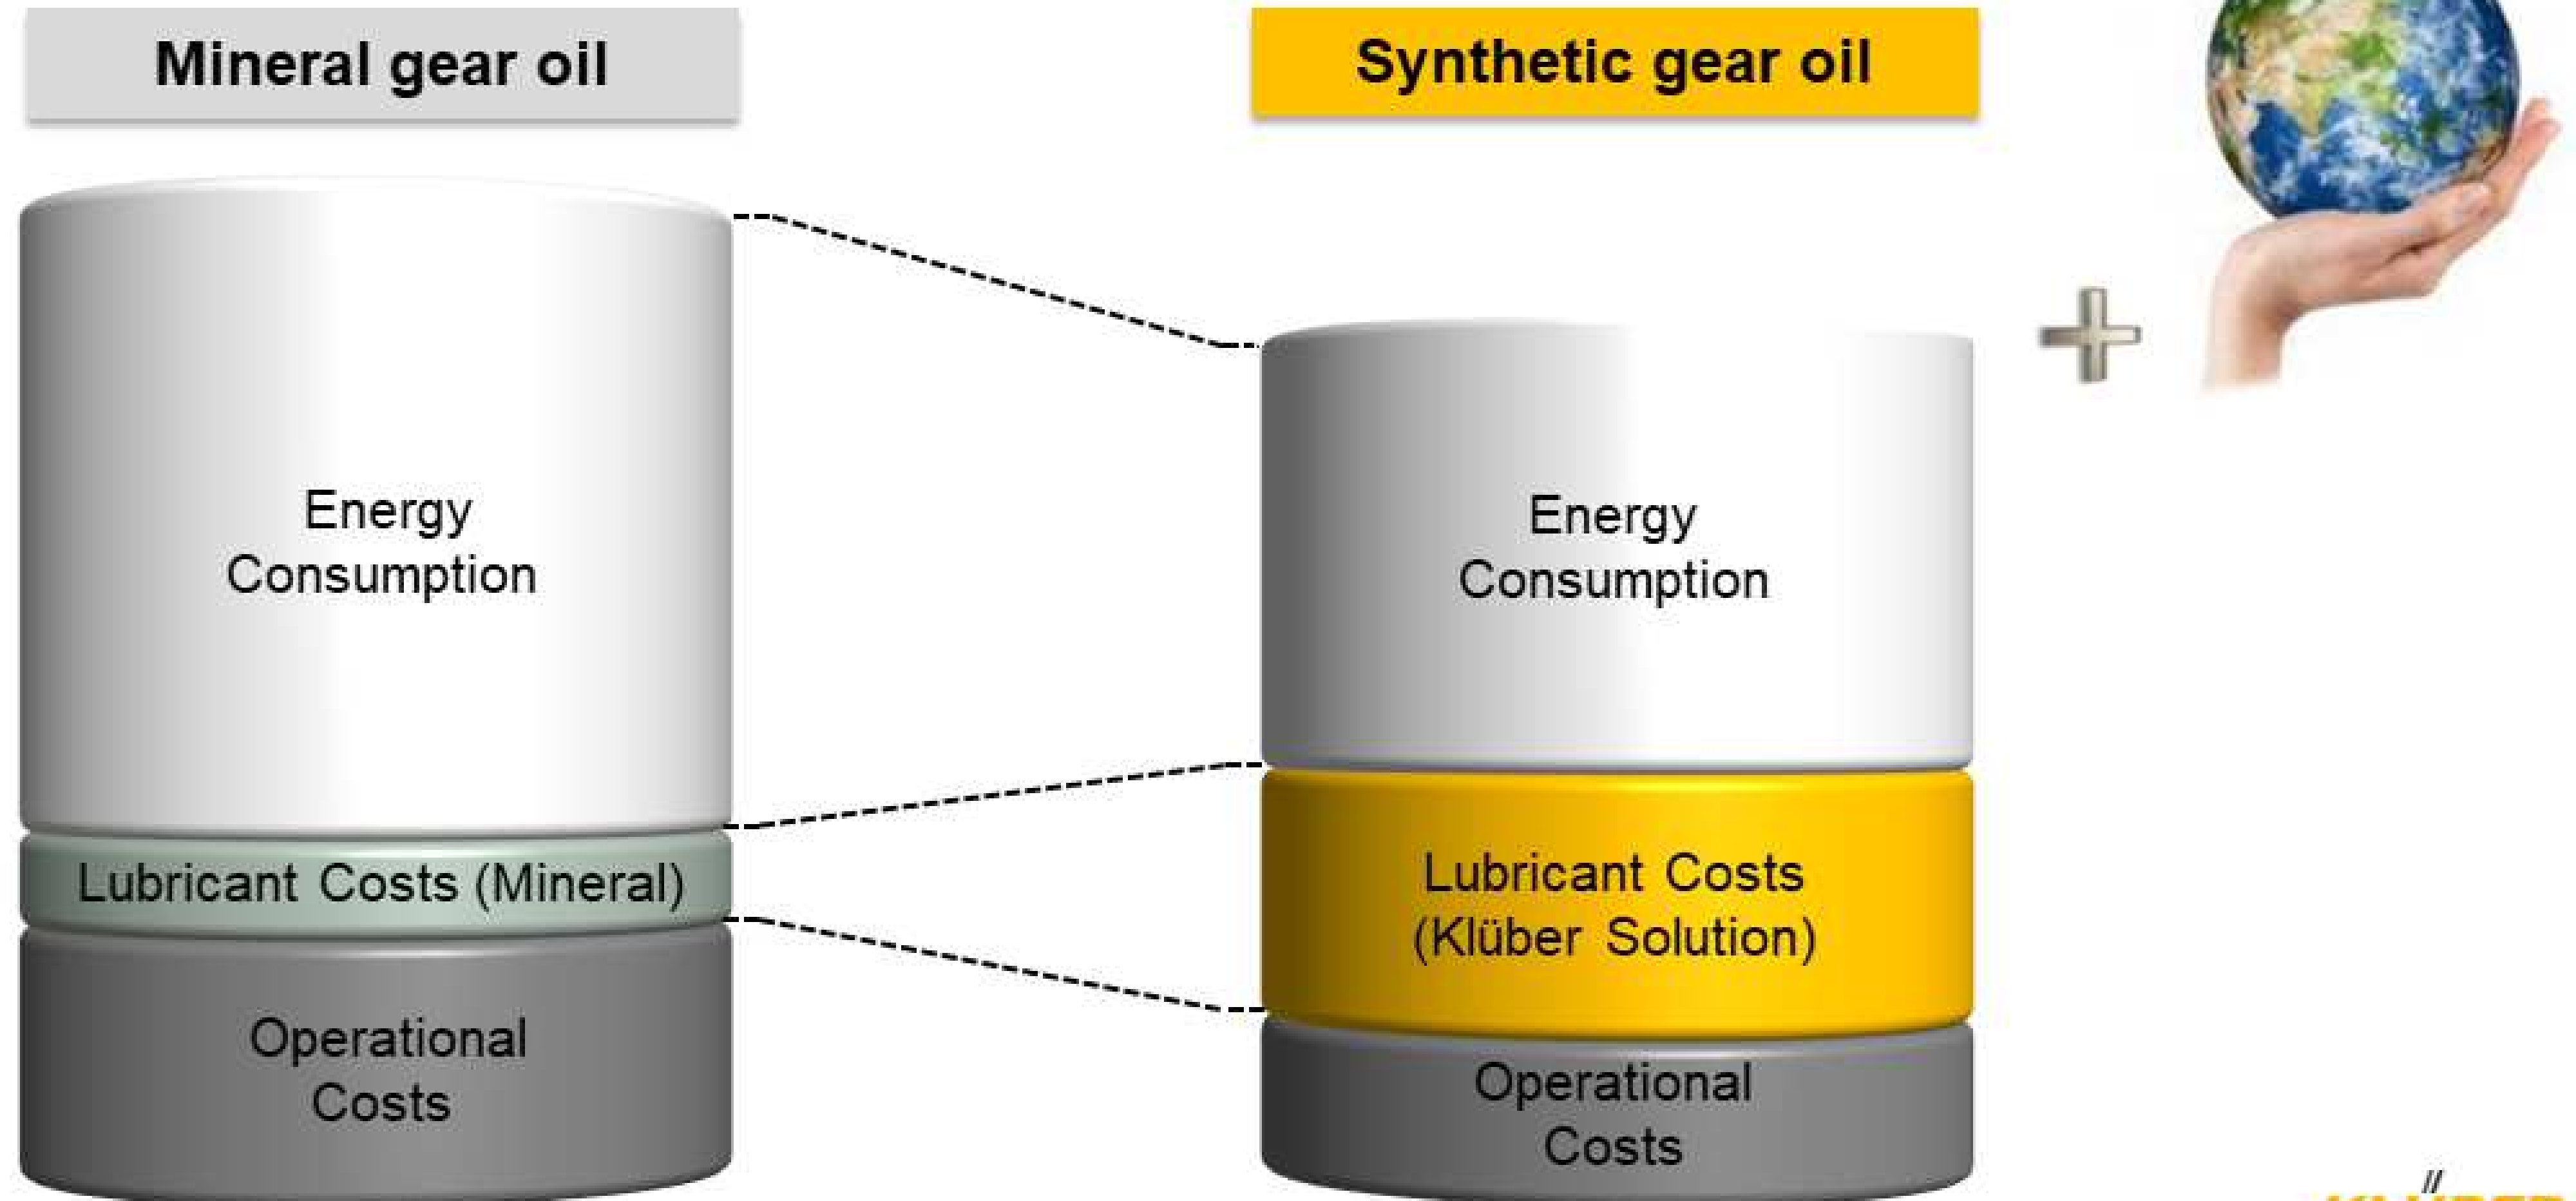 Mineral gear oil
Synthetic gear oil
Energy
Consumption
Energy
Consumption
Lubricant Costs (Mineral)
Lubricant Costs
(Klüber Solution)
Operational
Costs
Operational
Costs